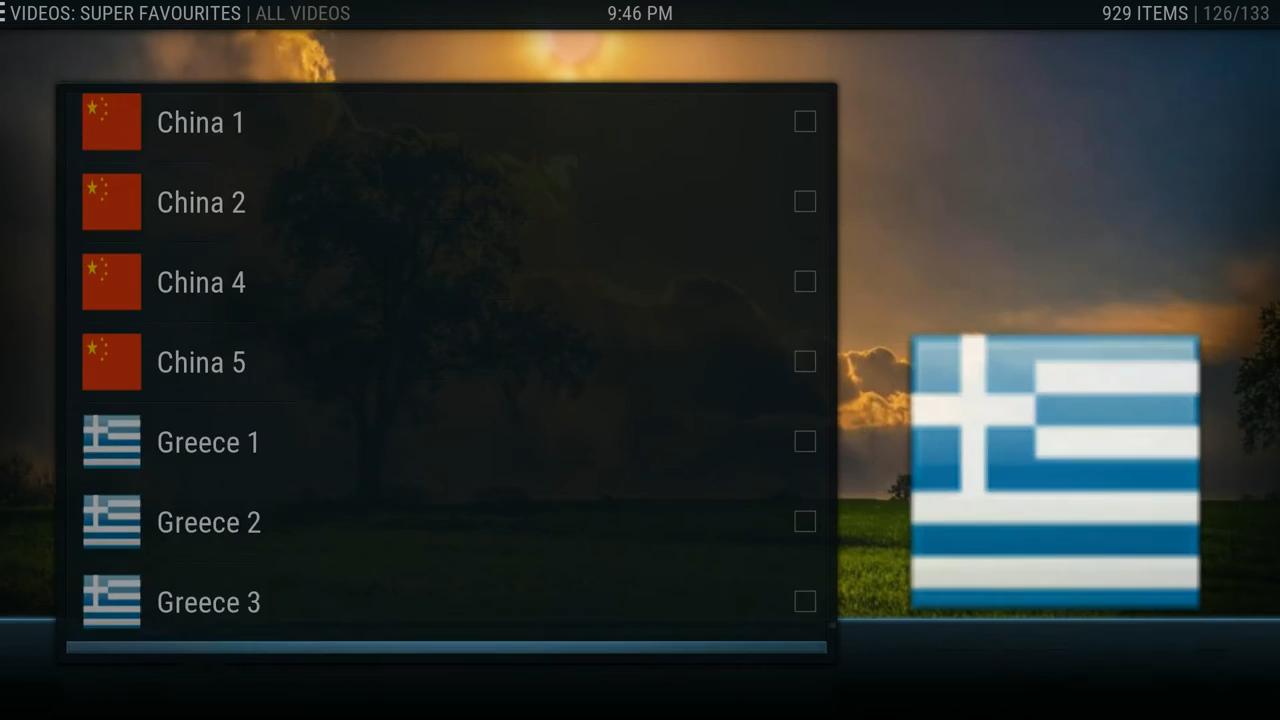 VIDEOS: SUPER FAVOURITES | ALL VIDEOS
9:46 PM
929 ITEMS | 126/133
China 1
China 2
China 4
China 5
Greece 1
Greece 2
Greece 3